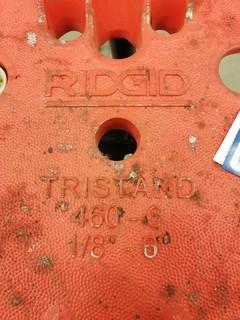 RIDGID
TRISTAND
460-6
1/8" - 6"